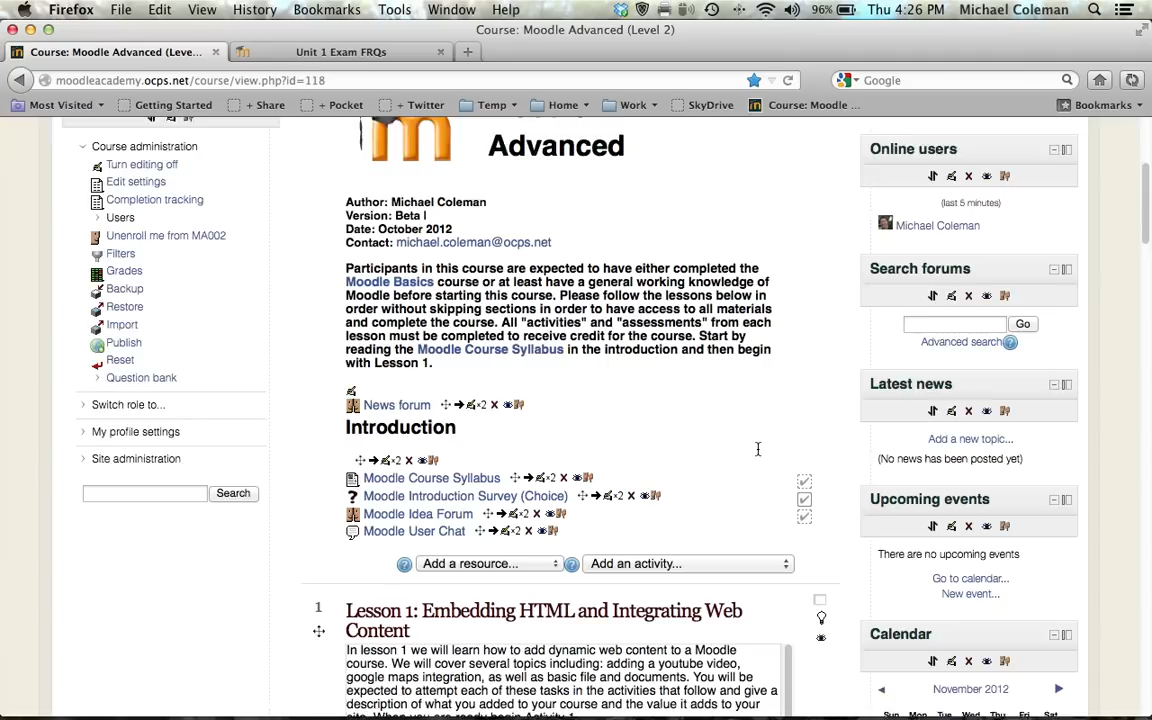 Firefox File Edit View History Bookmarks Tools Window Help 96% Thu 4:26 PM Michael Coleman
Course: Moodle Advanced (Level 2)
Course: Moodle Advanced (Leve... Unit 1 Exam FRQs
moodleacademy.ocps.net/course/view.php?id=118 Google
Most Visited Getting Started + Share + Pocket + Twitter Temp Home Work SkyDrive Course: Moodle ... Bookmarks
Course administration
Turn editing off
Edit settings
Completion tracking
Users
Unenroll me from MA002
Filters
Grades
Backup
Restore
Import
Publish
Reset
Question bank
Switch role to...
My profile settings
Site administration
Search
Advanced
Author: Michael Coleman
Version: Beta I
Date: October 2012
Contact: michael.coleman@ocps.net
Participants in this course are expected to have either completed the
Moodle Basics course or at least have a general working knowledge of
Moodle before starting this course. Please follow the lessons below in
order without skipping sections in order to have access to all materials
and complete the course. All "activities" and "assessments" from each
lesson must be completed to receive credit for the course. Start by
reading the Moodle Course Syllabus in the introduction and then begin
with Lesson 1.
News forum ×2
Introduction
×2
Moodle Course Syllabus ×2
Moodle Introduction Survey (Choice) ×2
Moodle Idea Forum ×2
Moodle User Chat ×2
Add a resource... Add an activity...
1 Lesson 1: Embedding HTML and Integrating Web
Content
In lesson 1 we will learn how to add dynamic web content to a Moodle
course. We will cover several topics including: adding a youtube video,
google maps integration, as well as basic file and documents. You will be
expected to attempt each of these tasks in the activities that follow and give a
description of what you added to your course and the value it adds to your
Online users
(last 5 minutes)
Michael Coleman
Search forums
Go
Advanced search
Latest news
Add a new topic...
(No news has been posted yet)
Upcoming events
There are no upcoming events
Go to calendar...
New event...
Calendar
November 2012
Sun Mon Tue Wed Thu Fri Sat